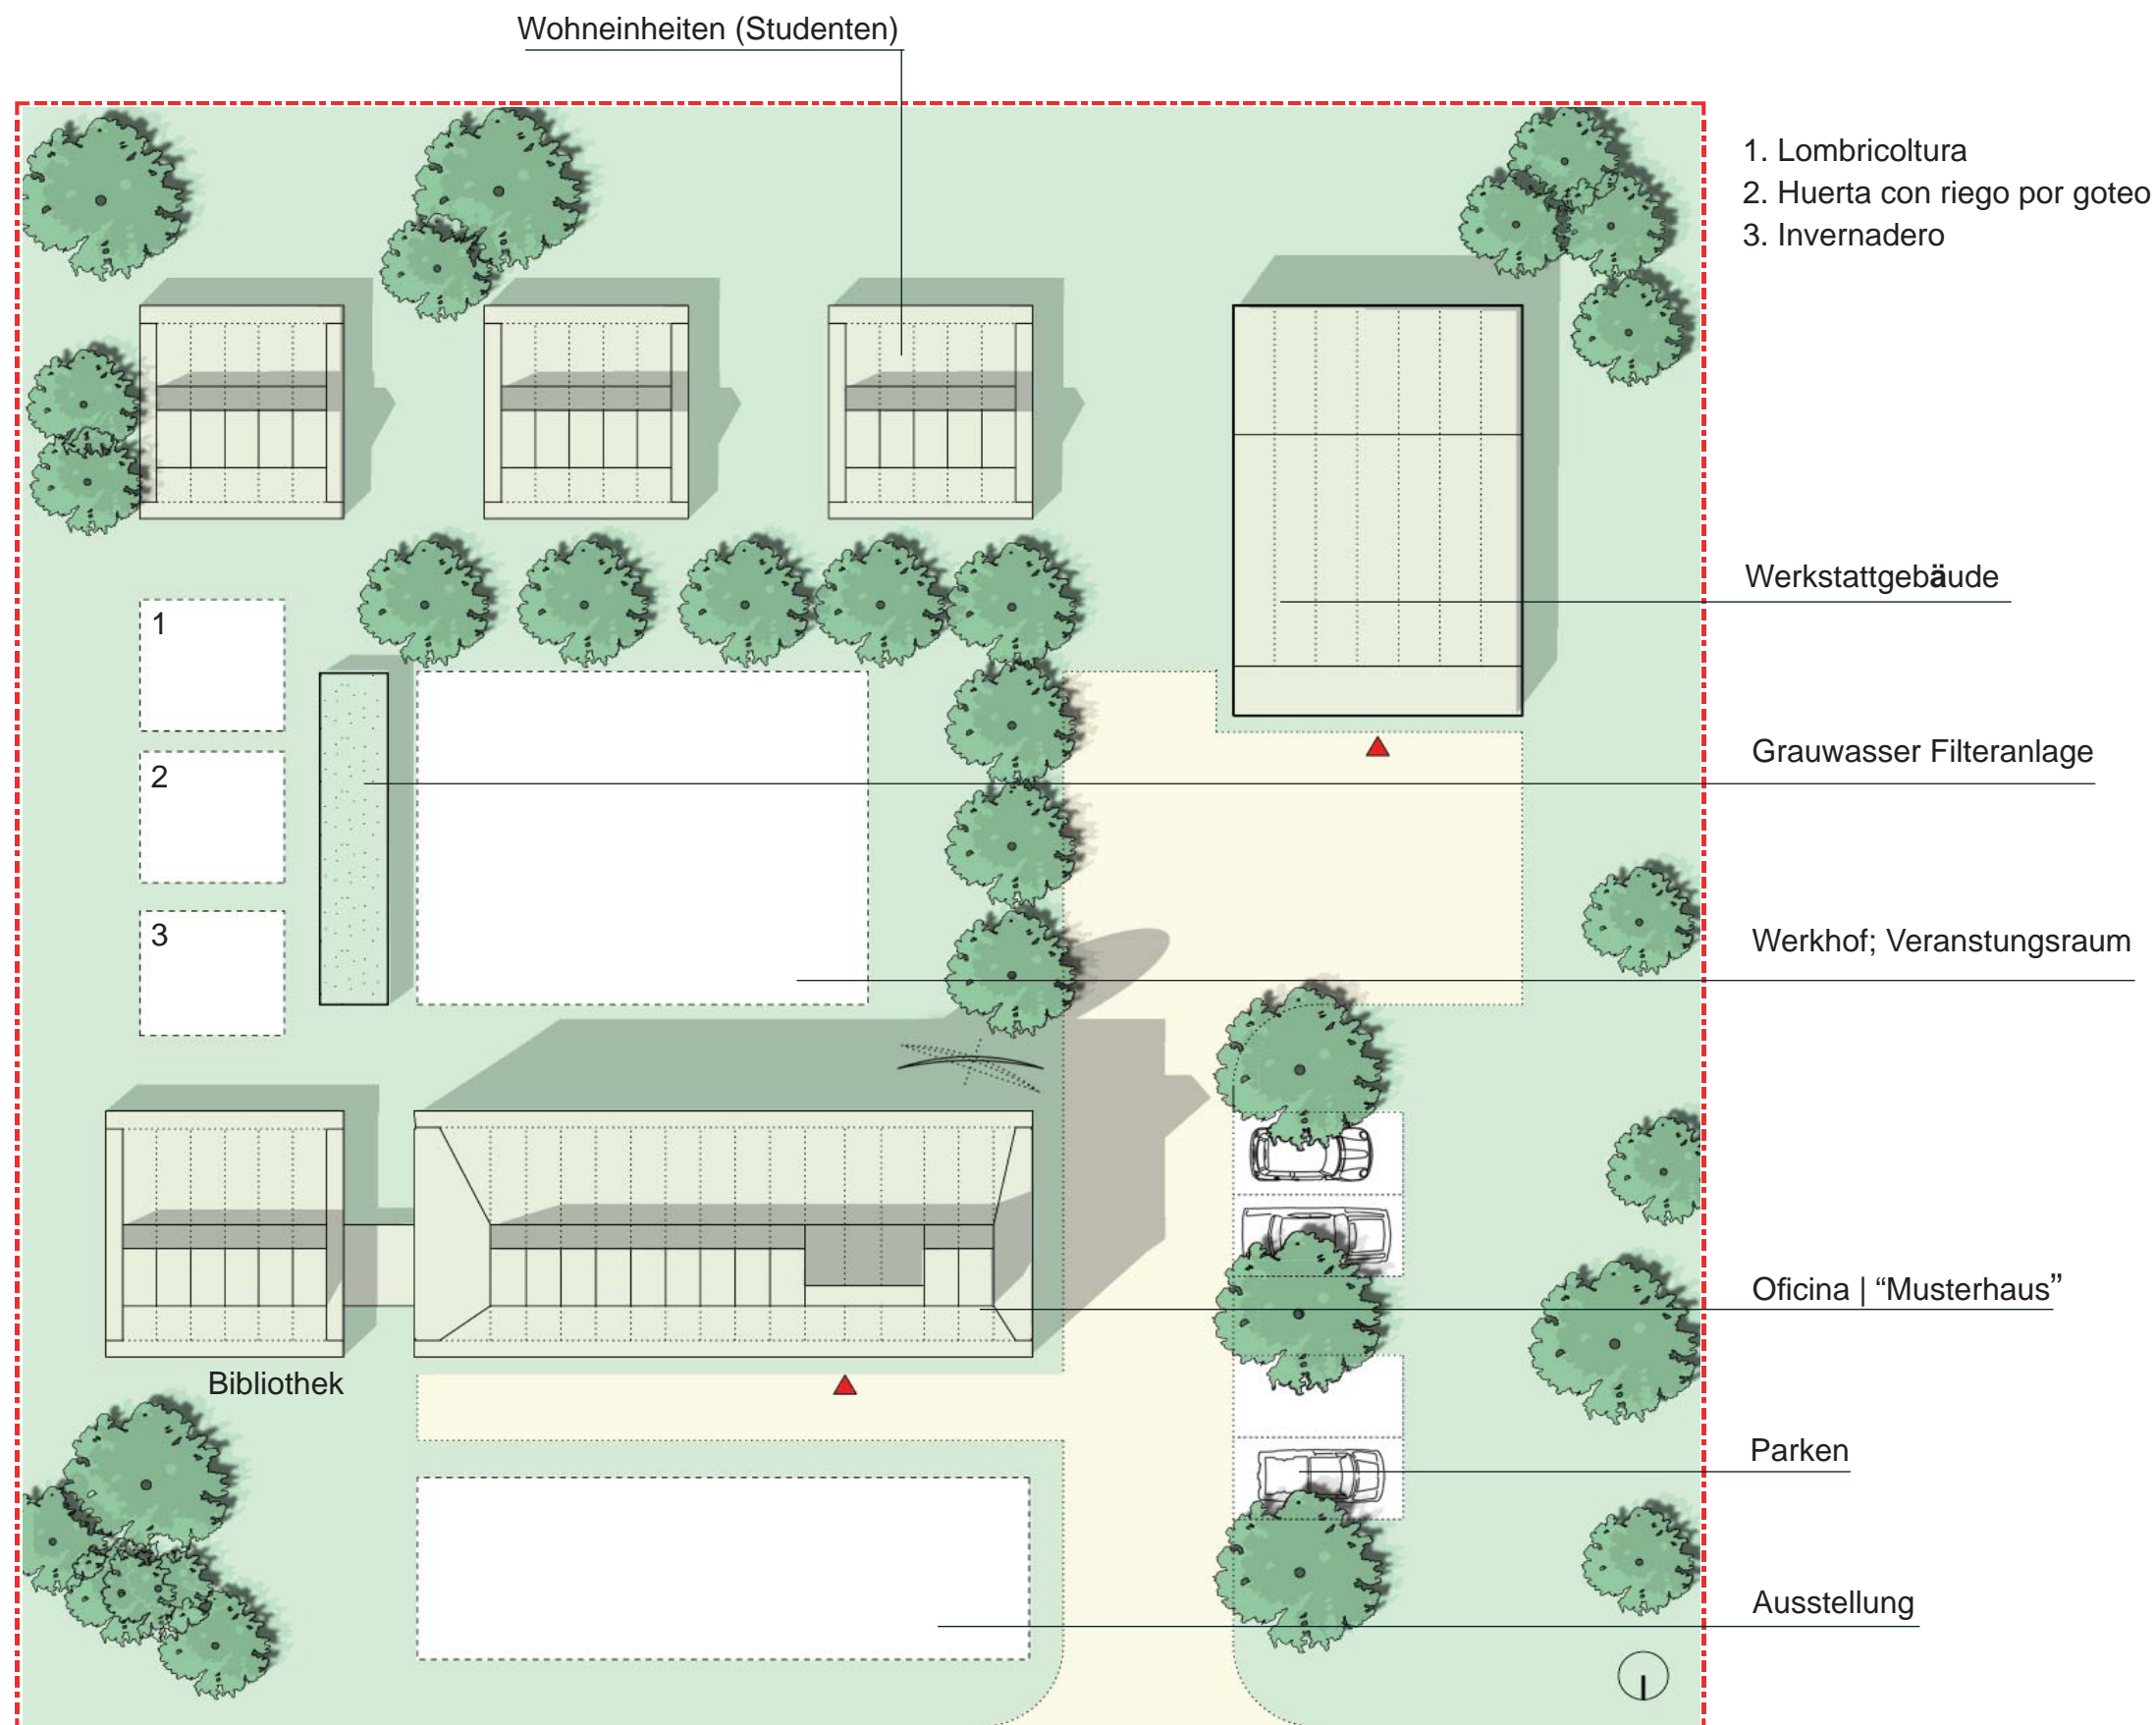 Wohneinheiten (Studenten)
1. Lombricoltura
2. Huerta con riego por goteo
3. Invernadero
Werkstattgebäude
1
Grauwasser Filteranlage
2
3
Werkhof; Veranstungsraum
Oficina | “Musterhaus”
Bibliothek
Parken
Ausstellung